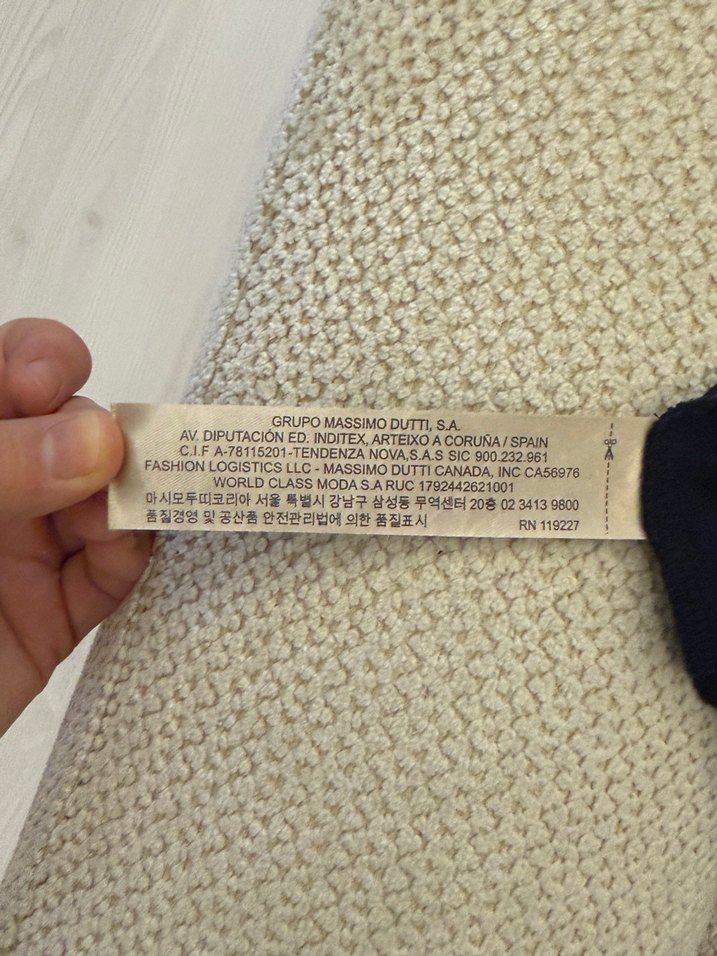 GRUPO MASSIMO DUTTI, S.A.
AV. DIPUTACIÓN ED. INDITEX, ARTEIXO A CORUÑA / SPAIN
C.I.F A-78115201-TENDENZA NOVA,S.A.S SIC 900.232.961
FASHION LOGISTICS LLC - MASSIMO DUTTI CANADA, INC CA56976
WORLD CLASS MODA S.A RUC 1792442621001
마시모두띠코리아 서울 특별시 강남구 삼성동 무역센터 20층 02 3413 9800
품질경영 및 공산품 안전관리법에 의한 품질표시 RN 119227